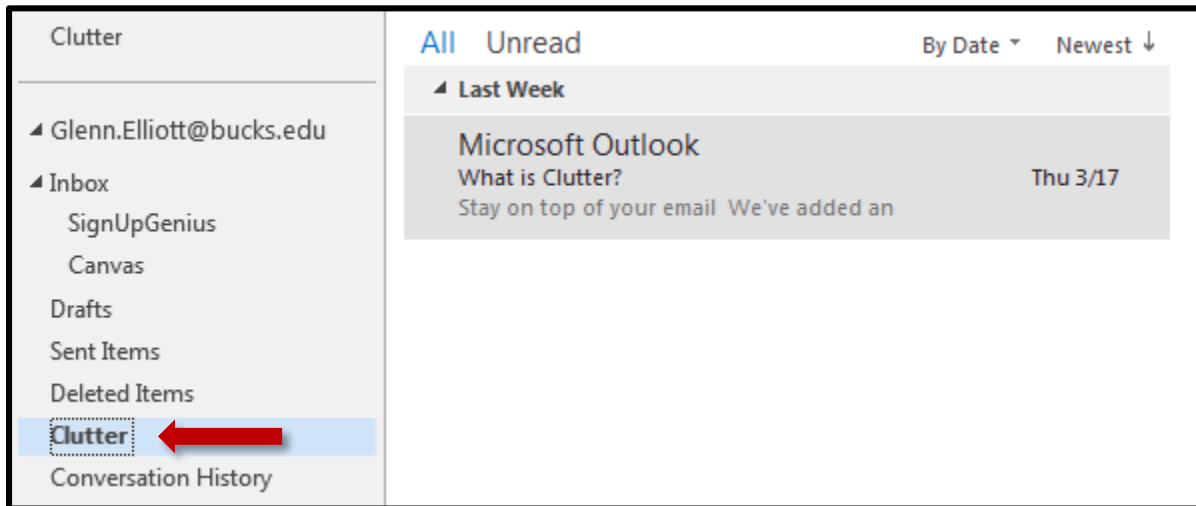 Clutter
Glenn.Elliott@bucks.edu
Inbox
SignUpGenius
Canvas
Drafts
Sent Items
Deleted Items
Clutter
Conversation History
All Unread By Date Newest
Last Week
Microsoft Outlook
What is Clutter? Thu 3/17
Stay on top of your email We've added an